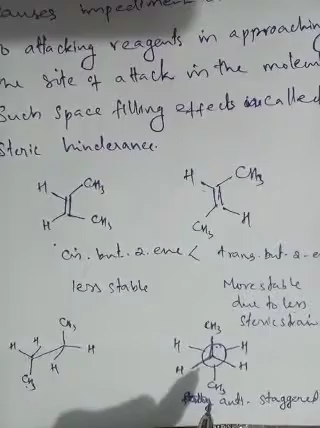 causes impediment
to attacking reagents in approaching
the site of attack in the molecu
Such space filling effects is called
Steric hinderance.
H CH3 H CH3
H CH3 CH3 H
Cis. but. 2. ene < trans. but. 2. e
less stable More stable
due to less
Steric strain
CH3 CH3
H H H H H
H H H
CH3 CH3
anti- staggered